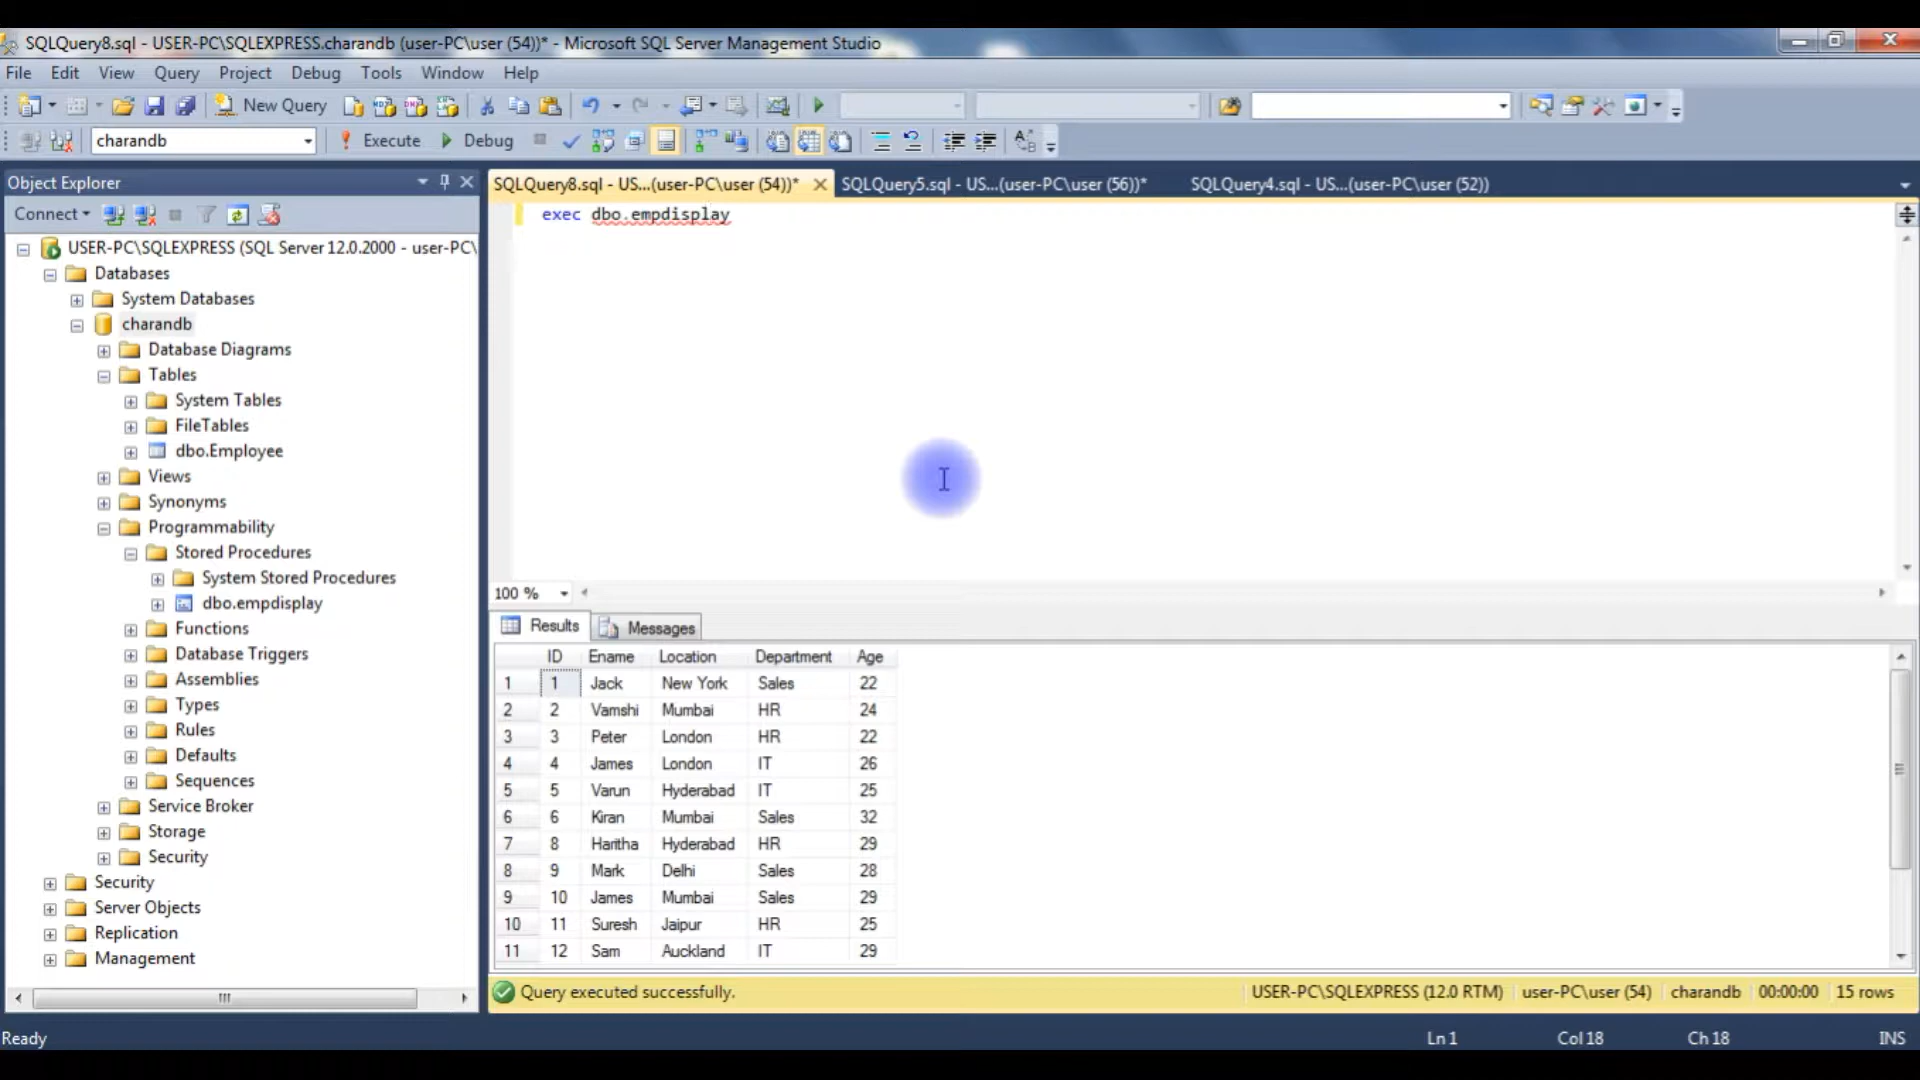 SQLQuery8.sql - USER-PC\SQLEXPRESS.charandb (user-PC\user (54))* - Microsoft SQL Server Management Studio
File Edit View Query Project Debug Tools Window Help
New Query
charandb Execute Debug
Object Explorer
Connect
USER-PC\SQLEXPRESS (SQL Server 12.0.2000 - user-PC\
Databases
System Databases
charandb
Database Diagrams
Tables
System Tables
FileTables
dbo.Employee
Views
Synonyms
Programmability
Stored Procedures
System Stored Procedures
dbo.empdisplay
Functions
Database Triggers
Assemblies
Types
Rules
Defaults
Sequences
Service Broker
Storage
Security
Security
Server Objects
Replication
Management
SQLQuery8.sql - US...(user-PC\user (54))* SQLQuery5.sql - US...(user-PC\user (56))* SQLQuery4.sql - US...(user-PC\user (52))
exec dbo.empdisplay
100 %
Results Messages
ID Ename Location Department Age
1 1 Jack New York Sales 22
2 2 Vamshi Mumbai HR 24
3 3 Peter London HR 22
4 4 James London IT 26
5 5 Varun Hyderabad IT 25
6 6 Kiran Mumbai Sales 32
7 8 Haritha Hyderabad HR 29
8 9 Mark Delhi Sales 28
9 10 James Mumbai Sales 29
10 11 Suresh Jaipur HR 25
11 12 Sam Auckland IT 29
Query executed successfully. USER-PC\SQLEXPRESS (12.0 RTM) user-PC\user (54) charandb 00:00:00 15 rows
Ready Ln 1 Col 18 Ch 18 INS